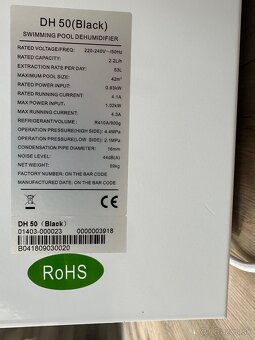 DH 50(Black)
SWIMMING POOL DEHUMIDIFIER
RATED VOLTAGE/FREQ: 220-240V~/50Hz
RATED CAPACITY: 2.2L/h
EXTRACTION RATE PER DAY: 53L
MAXIMUM POOL SIZE: 42m²
RATED POWER INPUT: 0.83kW
RATED RUNNING CURRENT: 4.1A
MAX POWER INPUT: 1.02kW
MAX RUNNING CURRENT: 4.3A
REFRIGERANT/VOLUME: R410A/900g
OPERATION PRESSURE(HIGH SIDE): 4.4MPa
OPERATION PRESSURE(LOW SIDE): 2.1MPa
CONDENSATION PIPE DIAMETER: 16mm
NOISE LEVEL: 44dB(A)
NET WEIGHT: 59kg
SERIAL NO: ON THE BAR CODE
MANUFACTURED DATE: ON THE BAR CODE
CE
DH 50 (Black)
01403-000023 0000003918
B041809030020
RoHS